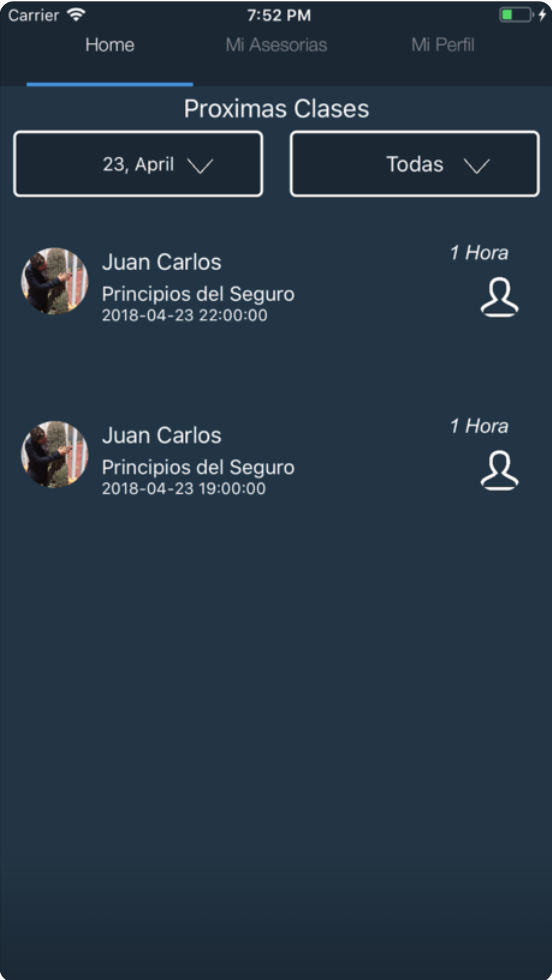 Carrier 7:52 PM
Home Mi Asesorias Mi Perfil
Proximas Clases
23, April Todas
Juan Carlos 1 Hora
Principios del Seguro
2018-04-23 22:00:00
Juan Carlos 1 Hora
Principios del Seguro
2018-04-23 19:00:00